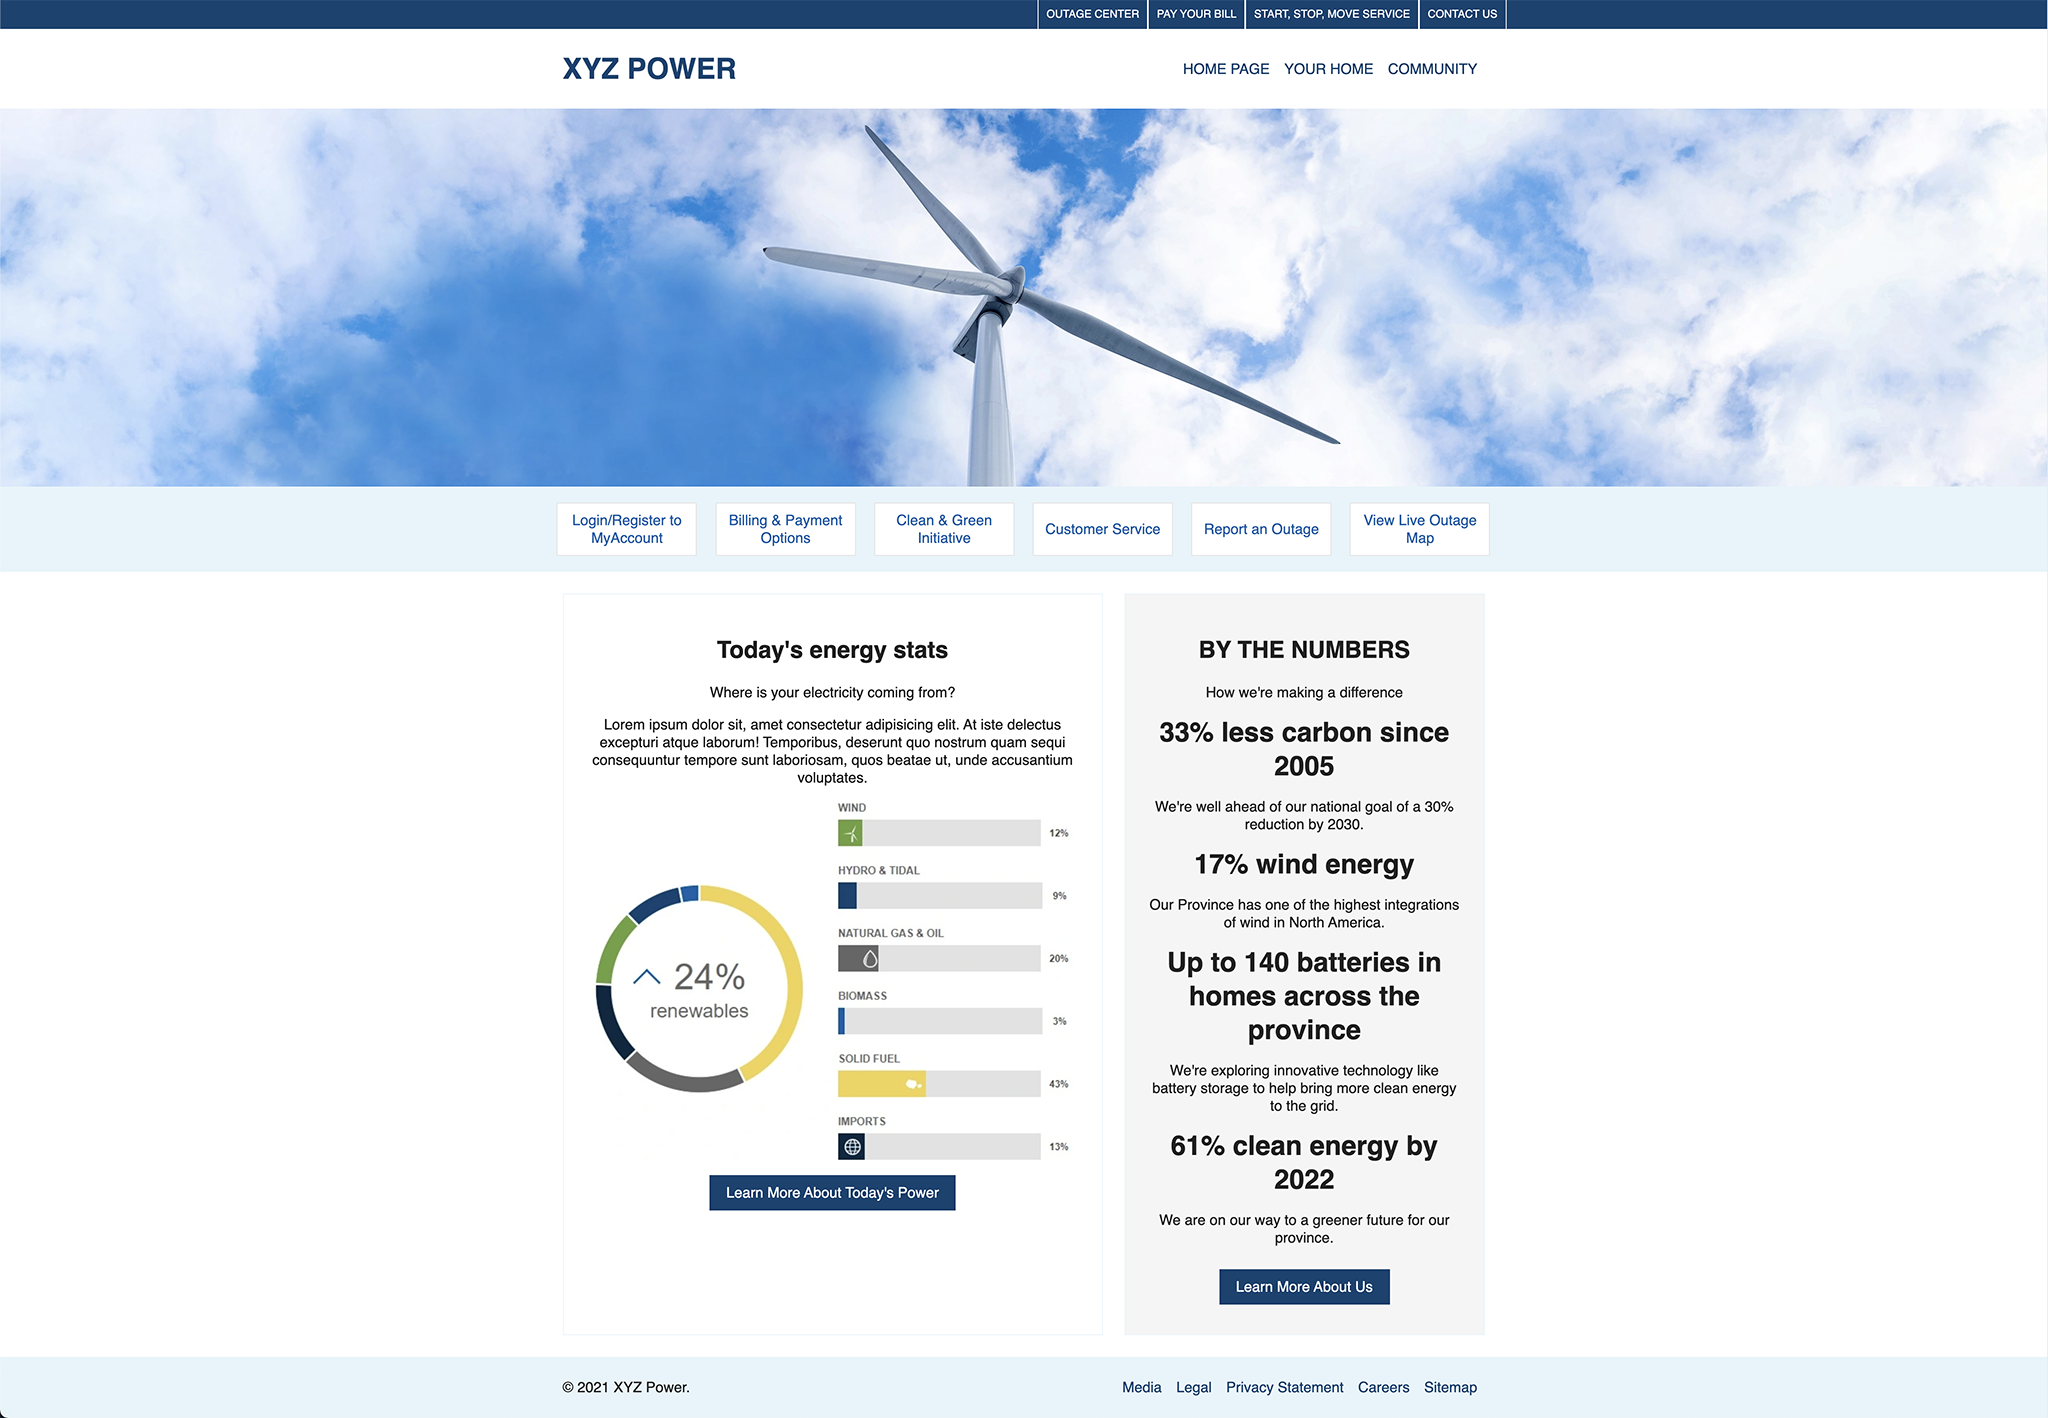 OUTAGE CENTER
PAY YOUR BILL
START, STOP, MOVE SERVICE
CONTACT US
XYZ POWER
HOME PAGE
YOUR HOME
COMMUNITY
Login/Register to
MyAccount
Billing & Payment
Options
Clean & Green
Initiative
Customer Service
Report an Outage
View Live Outage
Map
Today's energy stats
Where is your electricity coming from?
Lorem ipsum dolor sit, amet consectetur adipisicing elit. At iste delectus
excepturi atque laborum! Temporibus, deserunt quo nostrum quam sequi
consequuntur tempore sunt laboriosam, quos beatae ut, unde accusantium
voluptates.
24%
renewables
WIND
12%
HYDRO & TIDAL
9%
NATURAL GAS & OIL
20%
BIOMASS
3%
SOLID FUEL
43%
IMPORTS
13%
Learn More About Today's Power
BY THE NUMBERS
How we're making a difference
33% less carbon since
2005
We're well ahead of our national goal of a 30%
reduction by 2030.
17% wind energy
Our Province has one of the highest integrations
of wind in North America.
Up to 140 batteries in
homes across the
province
We're exploring innovative technology like
battery storage to help bring more clean energy
to the grid.
61% clean energy by
2022
We are on our way to a greener future for our
province.
Learn More About Us
© 2021 XYZ Power.
Media
Legal
Privacy Statement
Careers
Sitemap